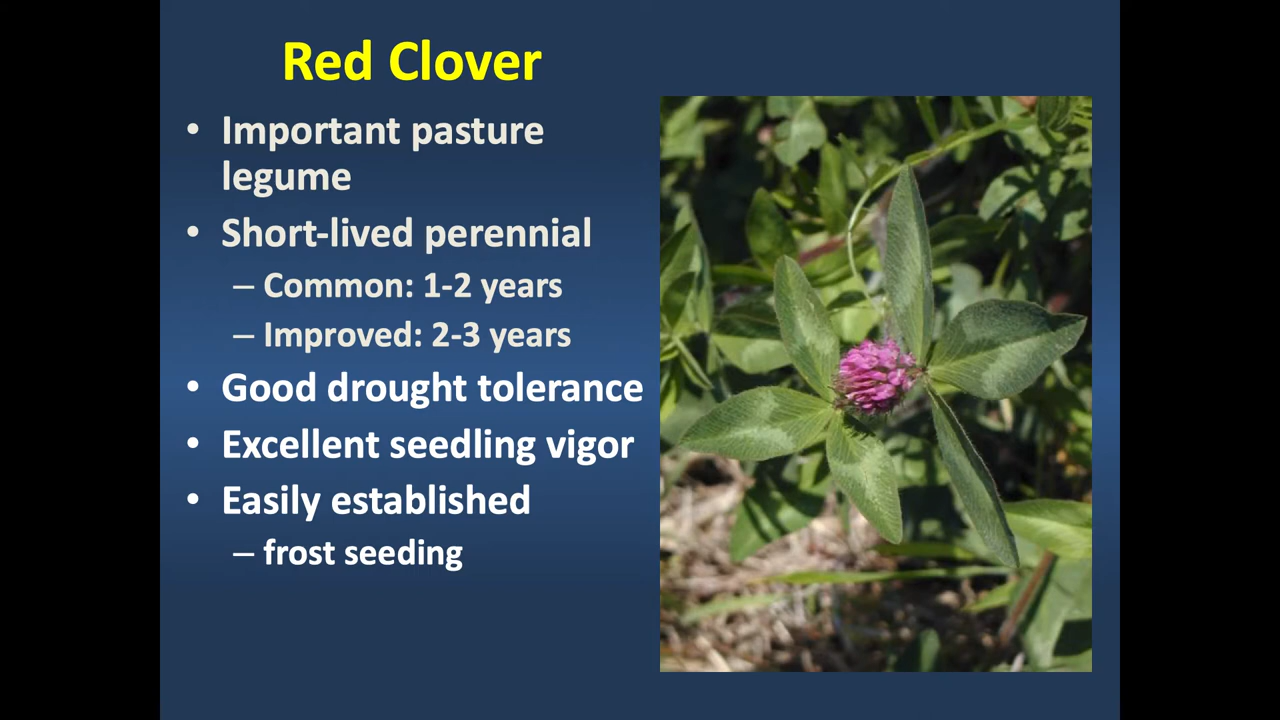 Red Clover
• Important pasture
legume
• Short-lived perennial
– Common: 1-2 years
– Improved: 2-3 years
• Good drought tolerance
• Excellent seedling vigor
• Easily established
– frost seeding